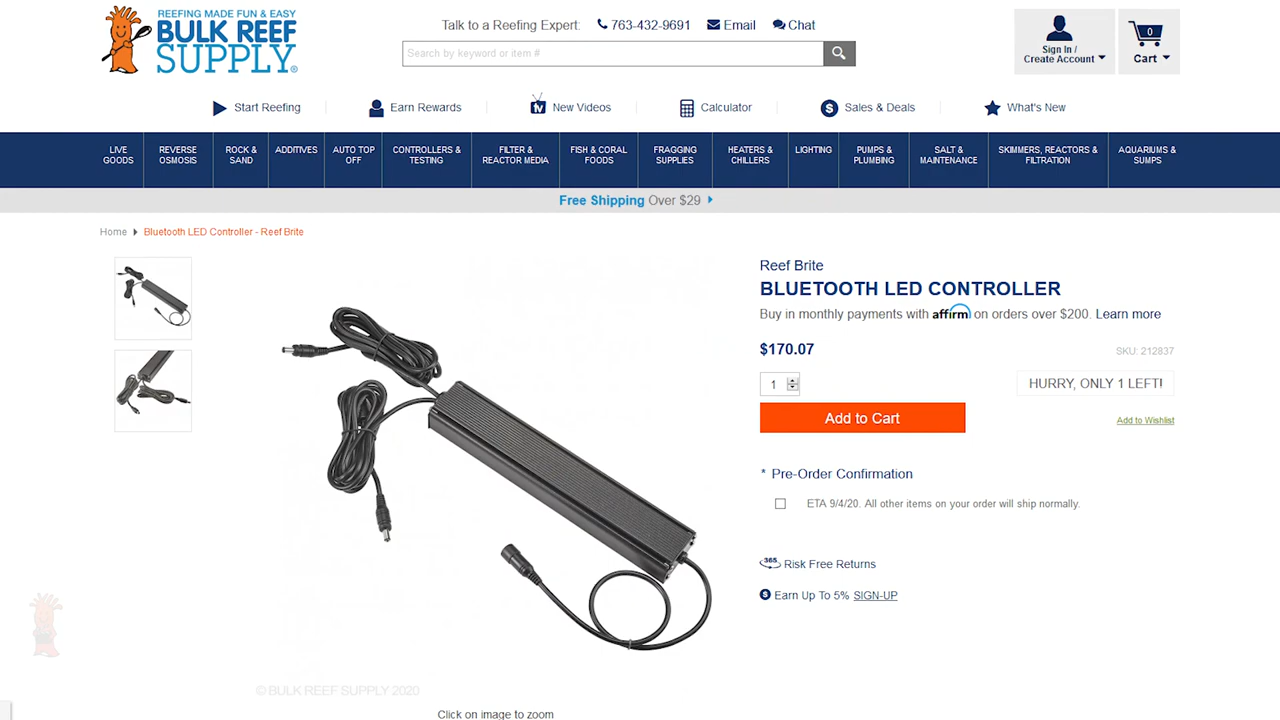 REEFING MADE FUN & EASY
BULK REEF
SUPPLY®
Talk to a Reefing Expert: 763-432-9691 Email Chat
Search by keyword or item #
Sign In /
Create Account
0
Cart
Start Reefing
Earn Rewards
tv
New Videos
Calculator
$
Sales & Deals
What's New
LIVE
GOODS
REVERSE
OSMOSIS
ROCK &
SAND
ADDITIVES
AUTO TOP
OFF
CONTROLLERS &
TESTING
FILTER &
REACTOR MEDIA
FISH & CORAL
FOODS
FRAGGING
SUPPLIES
HEATERS &
CHILLERS
LIGHTING
PUMPS &
PLUMBING
SALT &
MAINTENANCE
SKIMMERS, REACTORS &
FILTRATION
AQUARIUMS &
SUMPS
Free Shipping Over $29
Home Bluetooth LED Controller - Reef Brite
Reef Brite
BLUETOOTH LED CONTROLLER
Buy in monthly payments with affirm on orders over $200. Learn more
$170.07
SKU: 212837
1
HURRY, ONLY 1 LEFT!
Add to Cart
Add to Wishlist
* Pre-Order Confirmation
ETA 9/4/20. All other items on your order will ship normally.
365 Risk Free Returns
$ Earn Up To 5% SIGN-UP
© BULK REEF SUPPLY 2020
Click on image to zoom